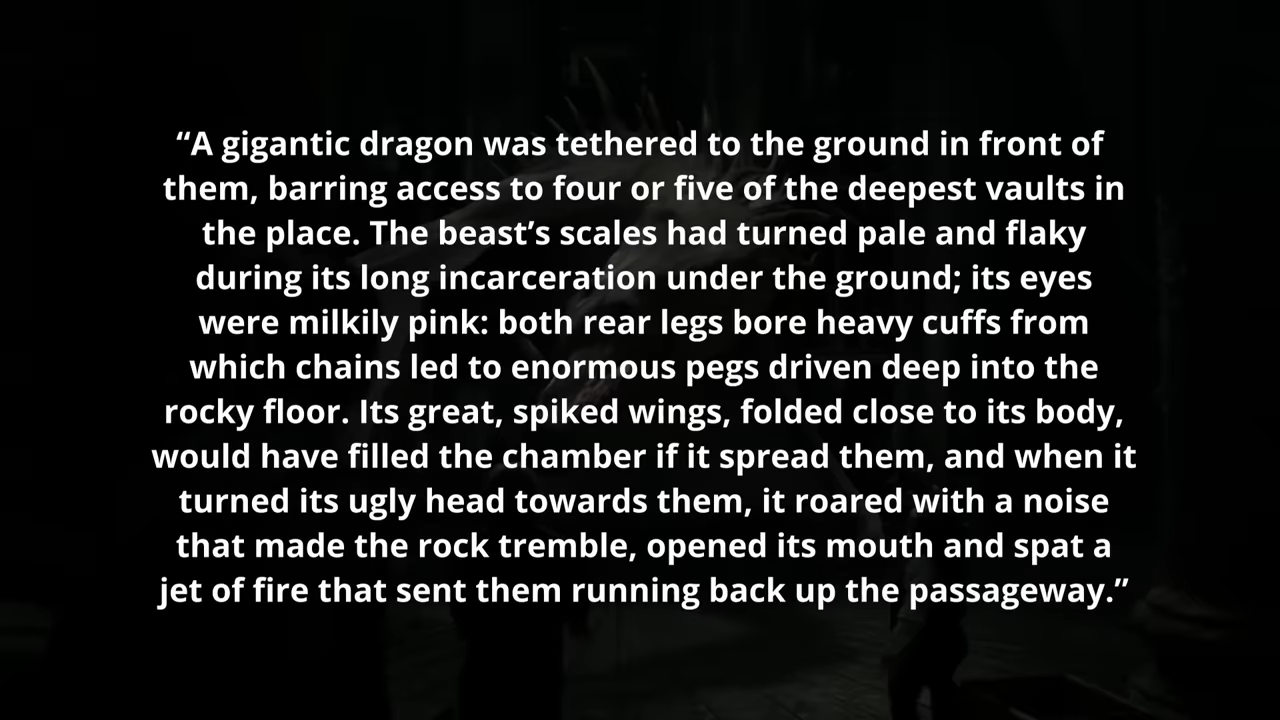 “A gigantic dragon was tethered to the ground in front of
them, barring access to four or five of the deepest vaults in
the place. The beast’s scales had turned pale and flaky
during its long incarceration under the ground; its eyes
were milkily pink: both rear legs bore heavy cuffs from
which chains led to enormous pegs driven deep into the
rocky floor. Its great, spiked wings, folded close to its body,
would have filled the chamber if it spread them, and when it
turned its ugly head towards them, it roared with a noise
that made the rock tremble, opened its mouth and spat a
jet of fire that sent them running back up the passageway.”